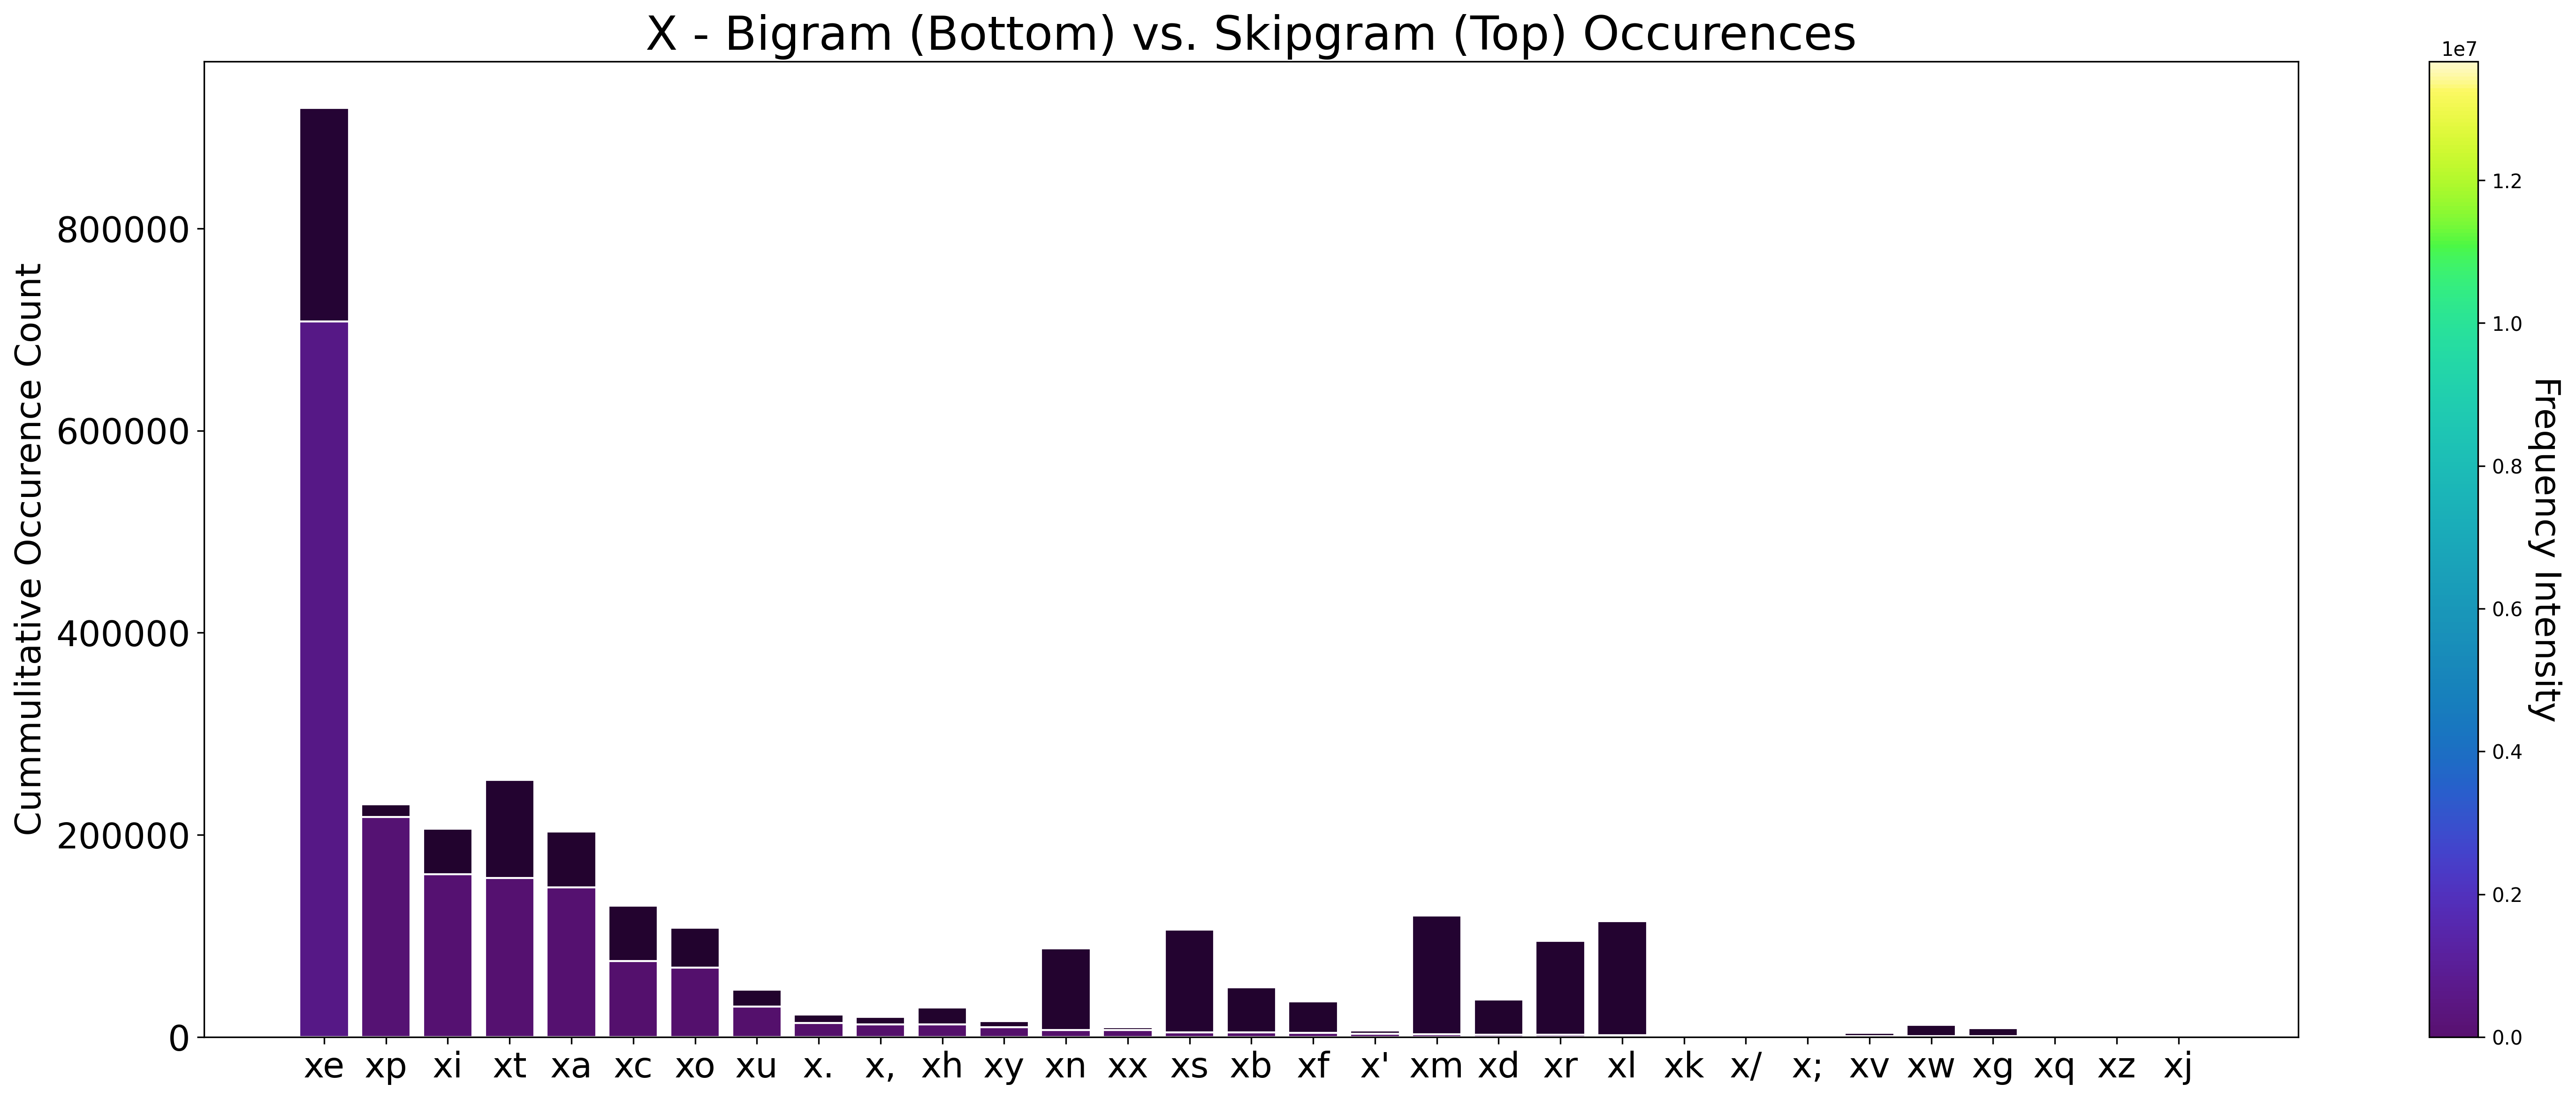 X - Bigram (Bottom) vs. Skipgram (Top) Occurences
1e7
Cummulitative Occurence Count
800000
600000
400000
200000
0
xe xp xi xt xa xc xo xu x. x, xh xy xn xx xs xb xf x' xm xd xr xl xk x/ x; xv xw xg xq xz xj
1.2
1.0
0.8
0.6
0.4
0.2
0.0
Frequency Intensity